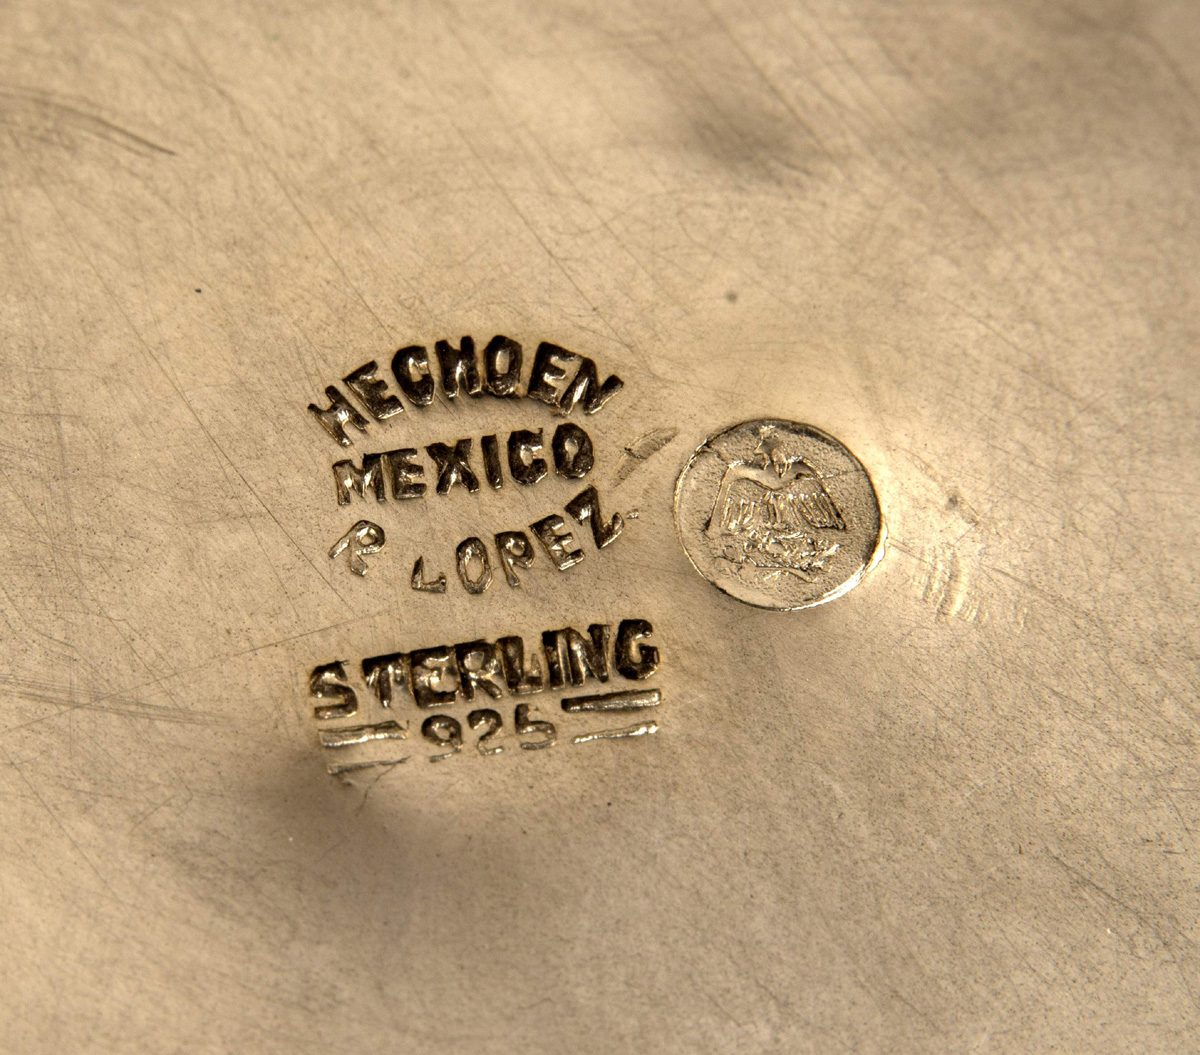 HECHO EN
MEXICO
R LOPEZ
STERLING
925